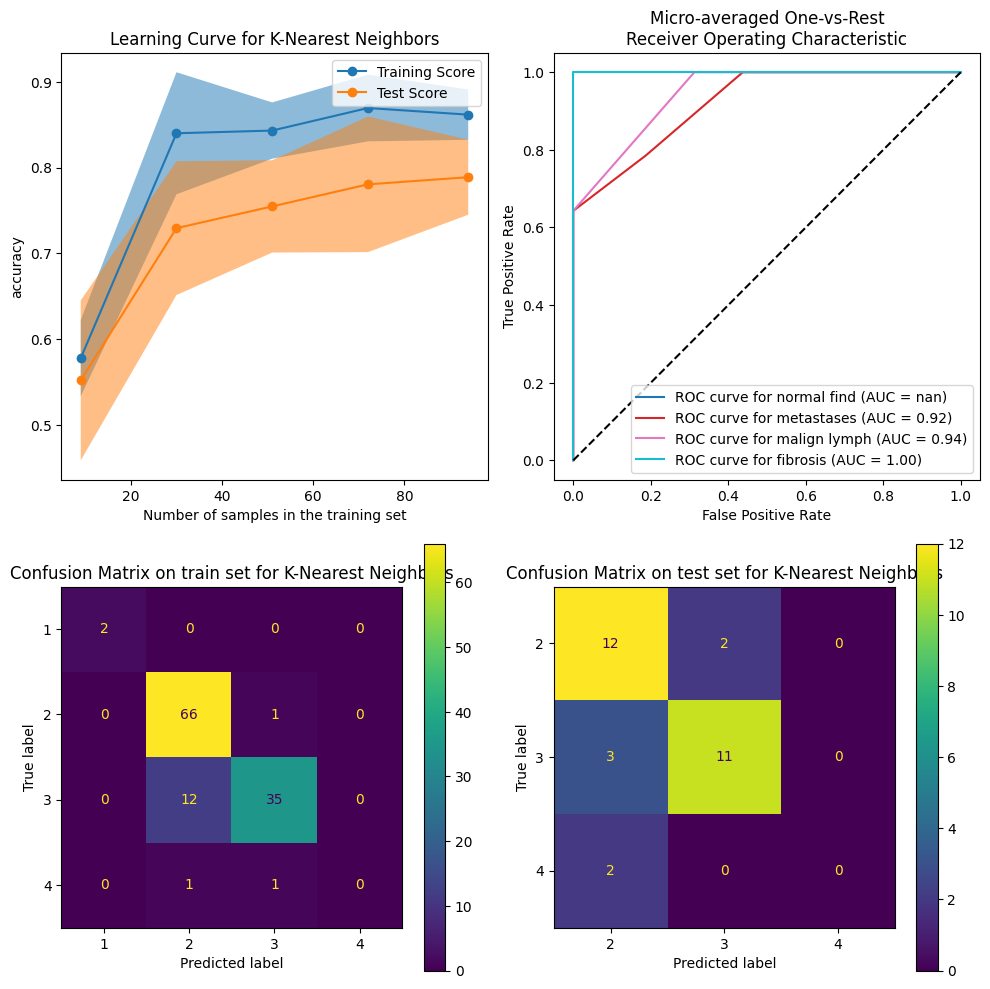 Learning Curve for K-Nearest Neighbors
Training Score
Test Score
accuracy
0.9
0.8
0.7
0.6
0.5
20 40 60 80
Number of samples in the training set
Micro-averaged One-vs-Rest
Receiver Operating Characteristic
True Positive Rate
1.0
0.8
0.6
0.4
0.2
0.0
ROC curve for normal find (AUC = nan)
ROC curve for metastases (AUC = 0.92)
ROC curve for malign lymph (AUC = 0.94)
ROC curve for fibrosis (AUC = 1.00)
0.0 0.2 0.4 0.6 0.8 1.0
False Positive Rate
Confusion Matrix on train set for K-Nearest Neighbors
True label
1 2 0 0 0
2 0 66 1 0
3 0 12 35 0
4 0 1 1 0
1 2 3 4
Predicted label
60
50
40
30
20
10
0
Confusion Matrix on test set for K-Nearest Neighbors
True label
2 12 2 0
3 3 11 0
4 2 0 0
2 3 4
Predicted label
12
10
8
6
4
2
0